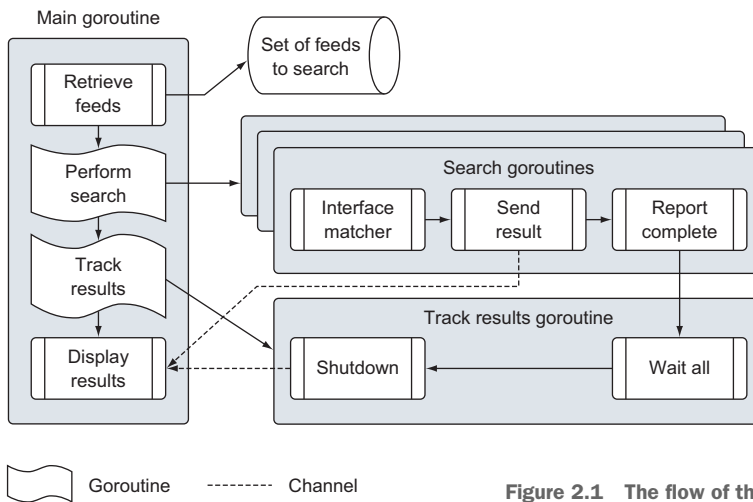 Main goroutine
Retrieve
feeds
Set of feeds
to search
Perform
search
Search goroutines
Interface
matcher
Send
result
Report
complete
Track
results
Track results goroutine
Display
results
Shutdown
Wait all
Goroutine
Channel
Figure 2.1 The flow of th